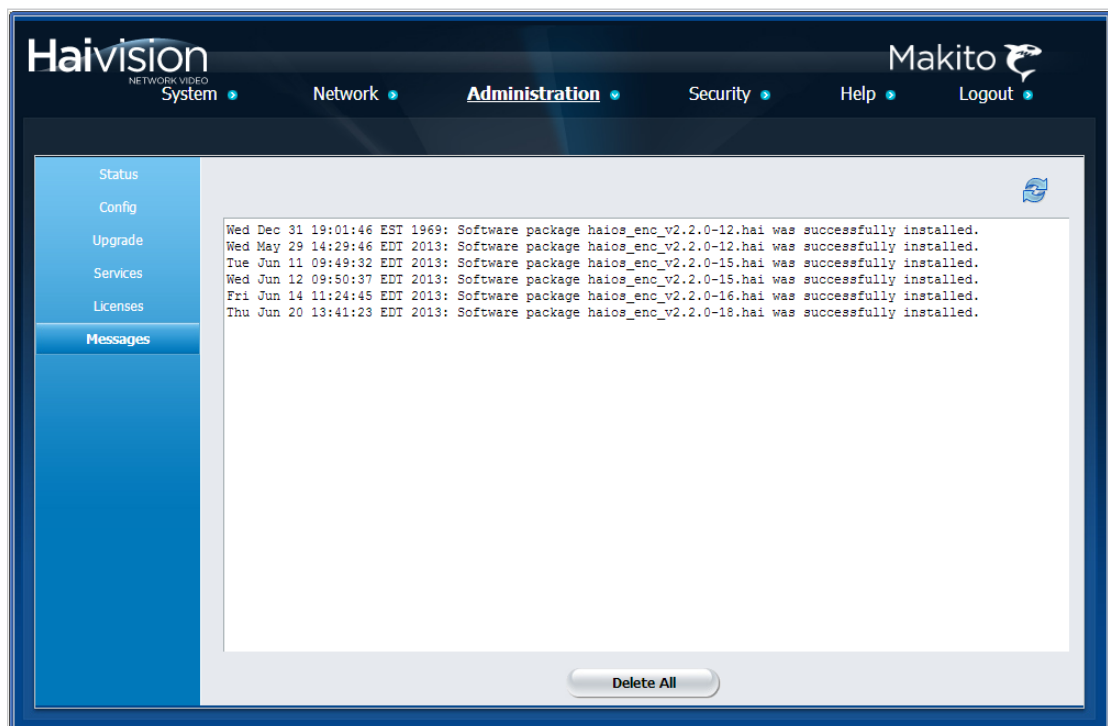 Haivision
NETWORK VIDEO
Makito
System Network Administration Security Help Logout
Status
Config
Upgrade
Services
Licenses
Messages
Wed Dec 31 19:01:46 EST 1969: Software package haios_enc_v2.2.0-12.hai was successfully installed.
Wed May 29 14:29:46 EDT 2013: Software package haios_enc_v2.2.0-12.hai was successfully installed.
Tue Jun 11 09:49:32 EDT 2013: Software package haios_enc_v2.2.0-15.hai was successfully installed.
Wed Jun 12 09:50:37 EDT 2013: Software package haios_enc_v2.2.0-15.hai was successfully installed.
Fri Jun 14 11:24:45 EDT 2013: Software package haios_enc_v2.2.0-16.hai was successfully installed.
Thu Jun 20 13:41:23 EDT 2013: Software package haios_enc_v2.2.0-18.hai was successfully installed.
Delete All